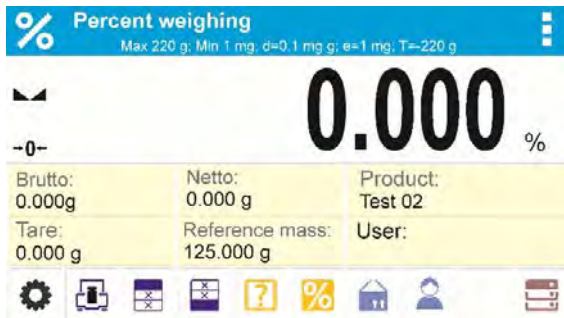 % Percent weighing
Max 220 g; Min 1 mg; d=0.1 mg g; e=1 mg; T=-220 g
0.000 %
→0←
Brutto: Netto: Product:
0.000g 0.000 g Test 02
Tare: Reference mass: User:
0.000 g 125.000 g
? %